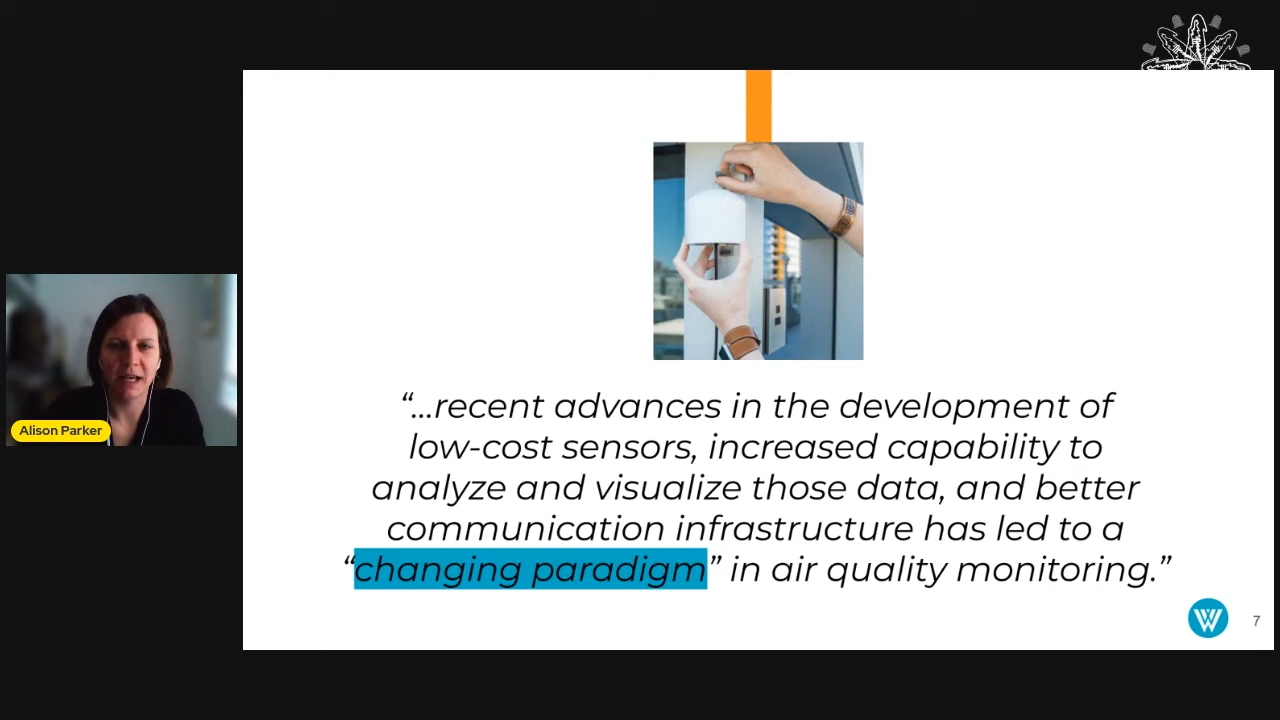 Alison Parker
“...recent advances in the development of
low-cost sensors, increased capability to
analyze and visualize those data, and better
communication infrastructure has led to a
“changing paradigm” in air quality monitoring.”
W
7